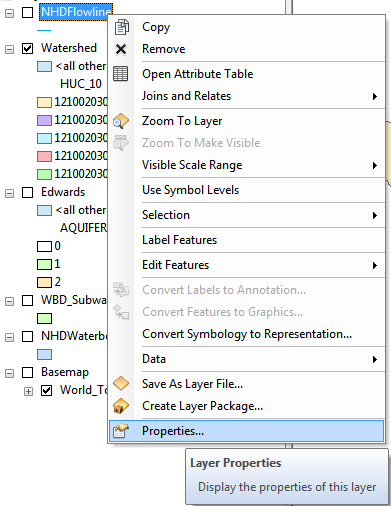 NHDFlowline
Watershed
<all other
HUC_10
121002030
121002030
121002030
121002030
121002030
Edwards
<all other
AQUIFER
0
1
2
WBD_Subwa
NHDWaterb
Basemap
World_To
Copy
Remove
Open Attribute Table
Joins and Relates
Zoom To Layer
Zoom To Make Visible
Visible Scale Range
Use Symbol Levels
Selection
Label Features
Edit Features
Convert Labels to Annotation...
Convert Features to Graphics...
Convert Symbology to Representation...
Data
Save As Layer File...
Create Layer Package...
Properties...
Layer Properties
Display the properties of this layer